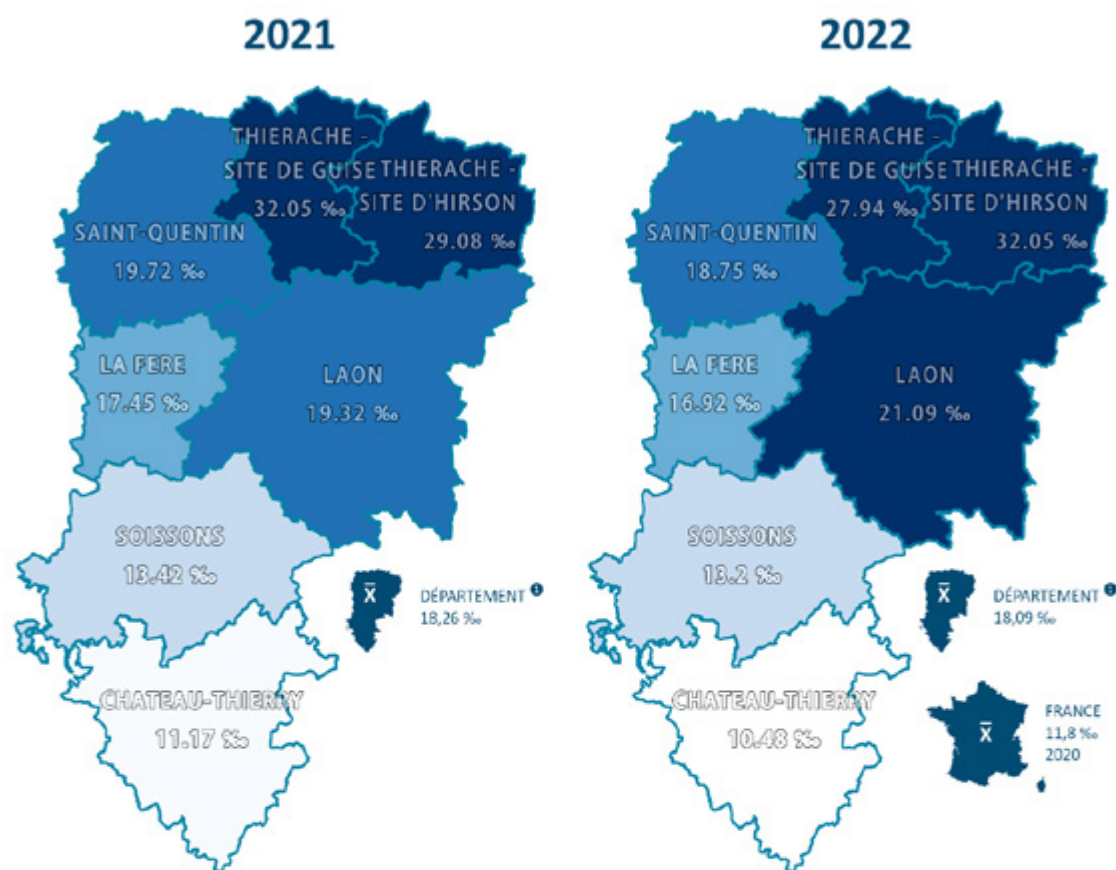 2021
THIERACHE -
SITE DE GUISE
32.05 ‰
THIERACHE -
SITE D'HIRSON
29.08 ‰
SAINT-QUENTIN
19.72 ‰
LA FERE
17.45 ‰
LAON
19.32 ‰
SOISSONS
13.42 ‰
X
DÉPARTEMENT
18,26 ‰
CHATEAU-THIERRY
11.17 ‰
2022
THIERACHE -
SITE DE GUISE
27.94 ‰
THIERACHE -
SITE D'HIRSON
32.05 ‰
SAINT-QUENTIN
18.75 ‰
LA FERE
16.92 ‰
LAON
21.09 ‰
SOISSONS
13.2 ‰
X
DÉPARTEMENT
18,09 ‰
CHATEAU-THIERRY
10.48 ‰
X
FRANCE
11,8 ‰
2020